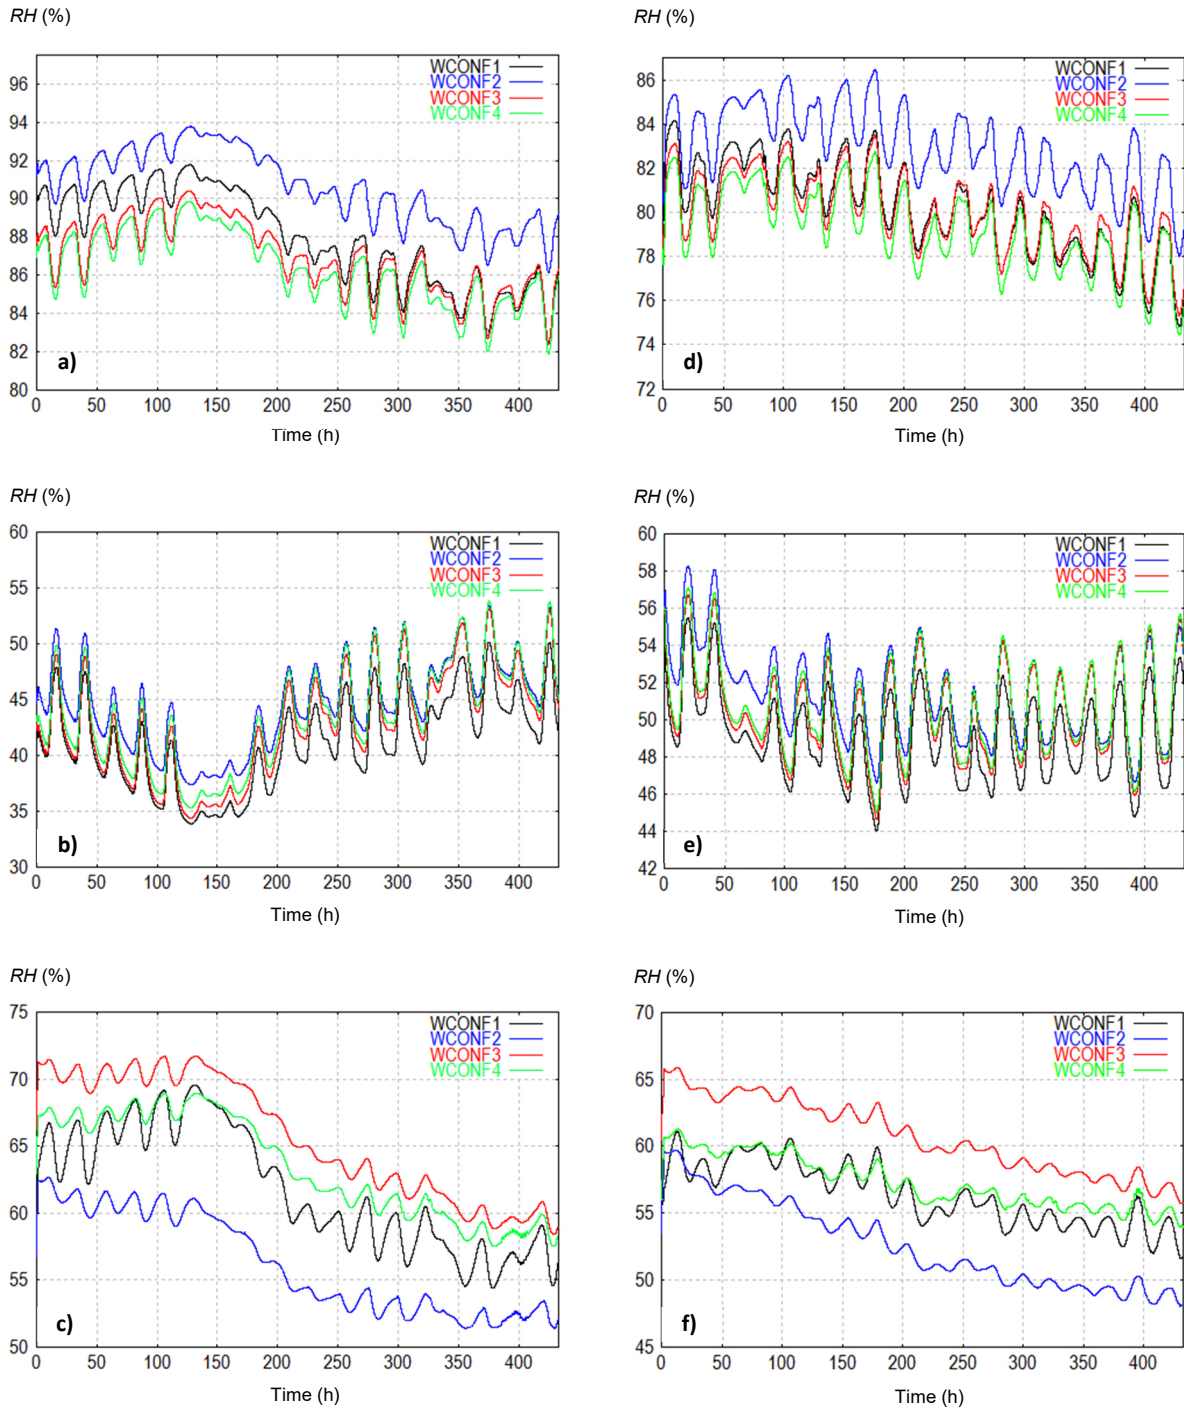 RH (%)
96
94
92
90
88
86
84
82
80
WCONF1
WCONF2
WCONF3
WCONF4
a)
0 50 100 150 200 250 300 350 400
Time (h)
RH (%)
86
84
82
80
78
76
74
72
WCONF1
WCONF2
WCONF3
WCONF4
d)
0 50 100 150 200 250 300 350 400
Time (h)
RH (%)
60
55
50
45
40
35
30
WCONF1
WCONF2
WCONF3
WCONF4
b)
0 50 100 150 200 250 300 350 400
Time (h)
RH (%)
60
58
56
54
52
50
48
46
44
42
WCONF1
WCONF2
WCONF3
WCONF4
e)
0 50 100 150 200 250 300 350 400
Time (h)
RH (%)
75
70
65
60
55
50
WCONF1
WCONF2
WCONF3
WCONF4
c)
0 50 100 150 200 250 300 350 400
Time (h)
RH (%)
70
65
60
55
50
45
WCONF1
WCONF2
WCONF3
WCONF4
f)
0 50 100 150 200 250 300 350 400
Time (h)